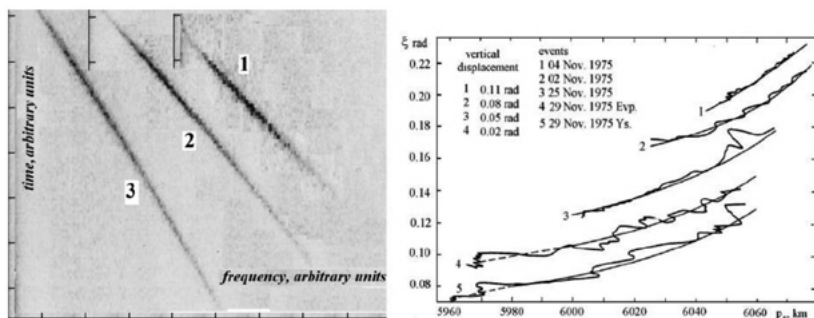 time, arbitrary units
1
2
3
frequency, arbitrary units
ξ rad
0.22
0.20
0.18
0.16
0.14
0.12
0.10
0.08
vertical
displacement
1 0.11 rad
2 0.08 rad
3 0.05 rad
4 0.02 rad
events
1 04 Nov. 1975
2 02 Nov. 1975
3 25 Nov. 1975
4 29 Nov. 1975 Evp.
5 29 Nov. 1975 Ys.
1
2
3
4
5
5960 5980 6000 6020 6040 6060 km